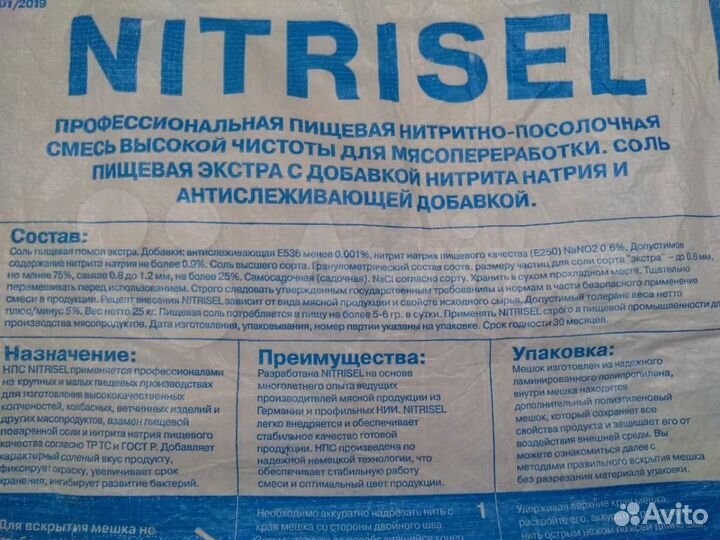 01/2019
NITRISEL
ПРОФЕССИОНАЛЬНАЯ ПИЩЕВАЯ НИТРИТНО-ПОСОЛОЧНАЯ
СМЕСЬ ВЫСОКОЙ ЧИСТОТЫ ДЛЯ МЯСОПЕРЕРАБОТКИ. СОЛЬ
ПИЩЕВАЯ ЭКСТРА С ДОБАВКОЙ НИТРИТА НАТРИЯ И
АНТИСЛЕЖИВАЮЩЕЙ ДОБАВКОЙ.
Состав:
Соль пищевая помол экстра. Добавки: антислеживающая E536 менее 0.001%, нитрит натрия пищевого качества (E250) NaNO2 0.6%, Допустимое
содержание нитрита натрия не более 0.9%. Соль высшего сорта. Гранулометрический состав соотв. размеру частиц для соли сорта "экстра" – до 0.8 мм,
не менее 75%, свыше 0.8 до 1.2 мм, не более 25%. Самосадочная (садочная). NaCl согласно сорту. Хранить в сухом прохладном месте. Тщательно
перемешивать перед использованием. Строго следовать утвержденным государственным требованиям и нормам в части безопасного применения
смеси в продукции. Рецепт внесения NITRISEL зависит от вида мясной продукции и свойств исходного сырья. Допустимый толеранс веса нетто
плюс/минус 5%. Вес нетто 25 кг. Пищевая соль потребляется в пищу не более 5-6 гр. в сутки. Применять NITRISEL строго в пищевой промышленности для
производства мясопродуктов. Дата изготовления, упаковывания, номер партии указаны на упаковке. Срок годности 30 месяцев.
Назначение:
НПС NITRISEL применяется профессионалами
на крупных и малых пищевых производствах
для изготовления высококачественных
копченостей, колбасных, ветчинных изделий и
других мясопродуктов, взамен пищевой
поваренной соли и нитрита натрия пищевого
качества согласно ТР ТС и ГОСТ Р. Добавляет
характерный соленый вкус продукту,
фиксирует окраску, увеличивает срок
хранения, ингибирует развитие бактерий.
Преимущества:
Разработана NITRISEL на основе
многолетнего опыта ведущих
производителей мясной продукции из
Германии и профильных НИИ. NITRISEL
легко внедряется и обеспечивает
стабильное качество готовой
продукции. НПС произведена по
надежной немецкой технологии, что
обеспечивает стабильную работу
смеси и оптимальный цвет продукции.
Упаковка:
Мешок изготовлен из надежного
ламинированного полипропилена,
внутри мешка находится
дополнительный полиэтиленовый
мешок, который сохраняет все
свойства продукта и защищает его от
воздействия внешней среды. Вы
можете ознакомиться далее с
методами правильного вскрытия мешка
без разрезания материала упаковки.
Для вскрытия мешка не
Необходимо аккуратно надрезать нить с
края мешка со стороны двойного шва
1
Удерживая верхние края мешка,
раскройте его,
нить острым ножом по всей
Avito